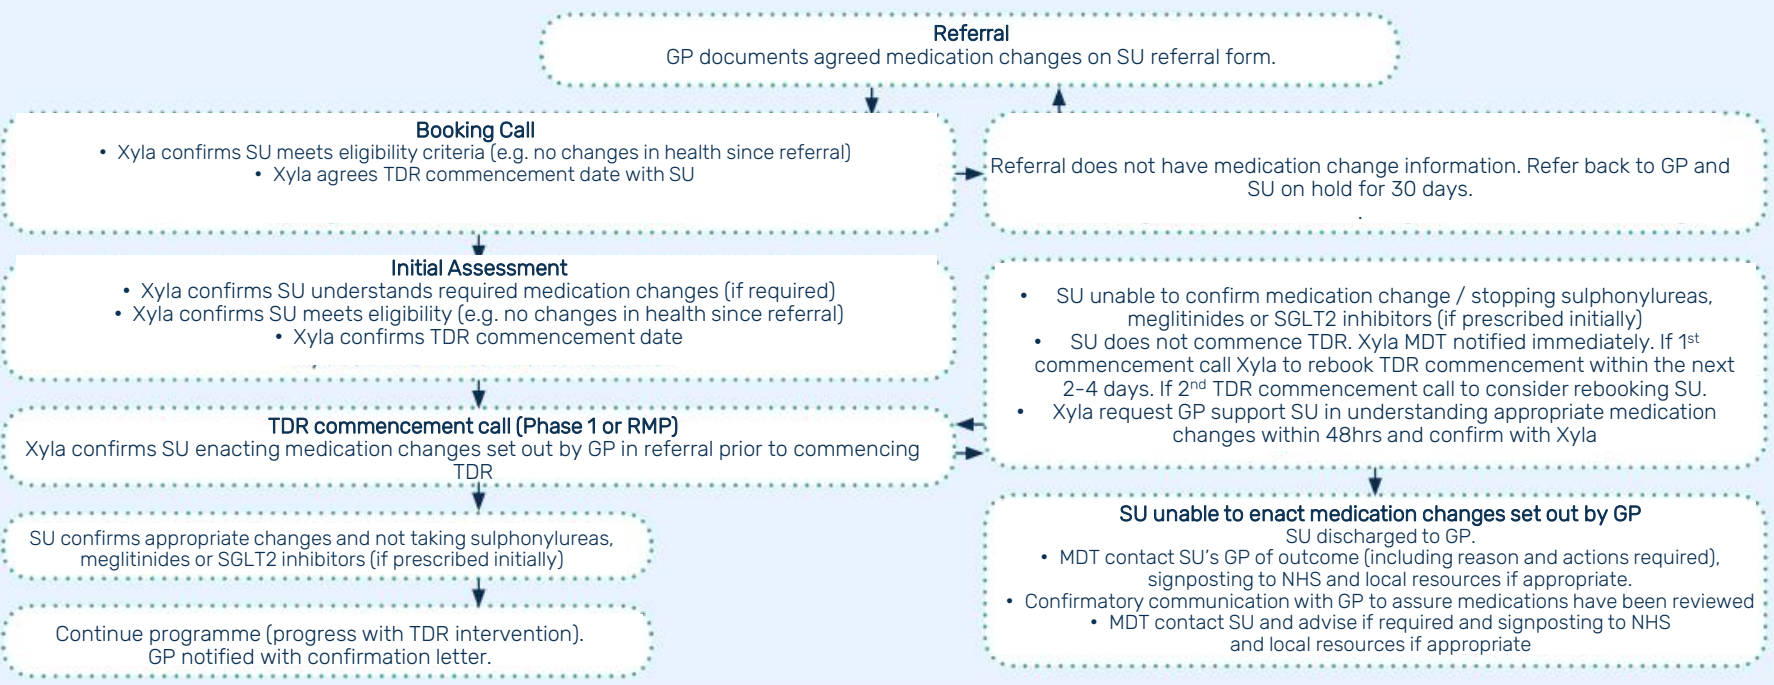 Referral
GP documents agreed medication changes on SU referral form.
Booking Call
• Xyla confirms SU meets eligibility criteria (e.g. no changes in health since referral)
• Xyla agrees TDR commencement date with SU
Referral does not have medication change information. Refer back to GP and
SU on hold for 30 days.
Initial Assessment
• Xyla confirms SU understands required medication changes (if required)
• Xyla confirms SU meets eligibility (e.g. no changes in health since referral)
• Xyla confirms TDR commencement date
• SU unable to confirm medication change / stopping sulphonylureas,
meglitinides or SGLT2 inhibitors (if prescribed initially)
• SU does not commence TDR. Xyla MDT notified immediately. If 1st
commencement call Xyla to rebook TDR commencement within the next
2-4 days. If 2nd TDR commencement call to consider rebooking SU.
• Xyla request GP support SU in understanding appropriate medication
changes within 48hrs and confirm with Xyla
TDR commencement call (Phase 1 or RMP)
Xyla confirms SU enacting medication changes set out by GP in referral prior to commencing
TDR
SU confirms appropriate changes and not taking sulphonylureas,
meglitinides or SGLT2 inhibitors (if prescribed initially)
Continue programme (progress with TDR intervention).
GP notified with confirmation letter.
SU unable to enact medication changes set out by GP
SU discharged to GP.
• MDT contact SU's GP of outcome (including reason and actions required),
signposting to NHS and local resources if appropriate.
• Confirmatory communication with GP to assure medications have been reviewed
• MDT contact SU and advise if required and signposting to NHS
and local resources if appropriate